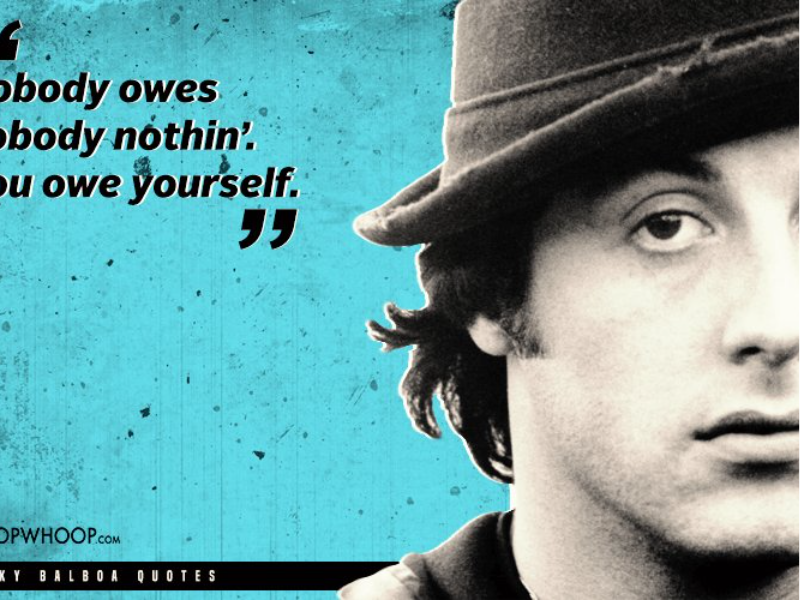 “
obody owes
obody nothin’.
ou owe yourself.
”
OPWHOOP.COM
KY BALBOA QUOTES